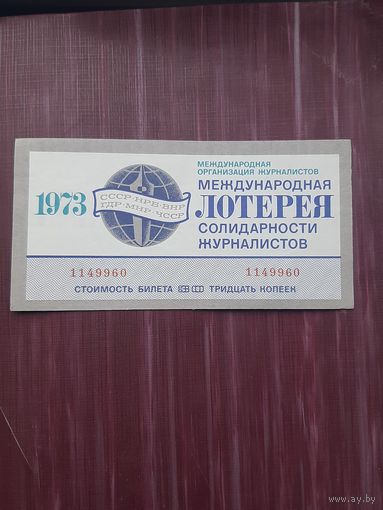 1973
СССР·НРБ·ВНР
ГДР·МНР·ЧССР
МЕЖДУНАРОДНАЯ
ОРГАНИЗАЦИЯ ЖУРНАЛИСТОВ
МЕЖДУНАРОДНАЯ
ЛОТЕРЕЯ
СОЛИДАРНОСТИ
ЖУРНАЛИСТОВ
1149960 1149960
СТОИМОСТЬ БИЛЕТА ТРИДЦАТЬ КОПЕЕК
www.ay.by